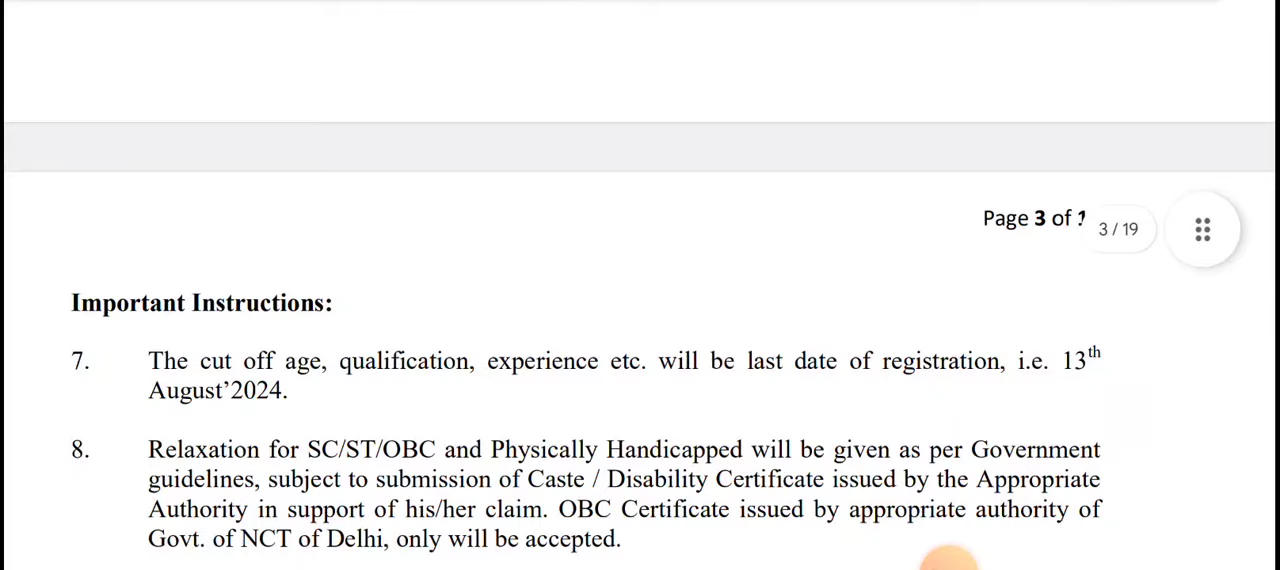 Page 3 of
3 / 19
Important Instructions:
7. The cut off age, qualification, experience etc. will be last date of registration, i.e. 13th
August’2024.
8. Relaxation for SC/ST/OBC and Physically Handicapped will be given as per Government
guidelines, subject to submission of Caste / Disability Certificate issued by the Appropriate
Authority in support of his/her claim. OBC Certificate issued by appropriate authority of
Govt. of NCT of Delhi, only will be accepted.